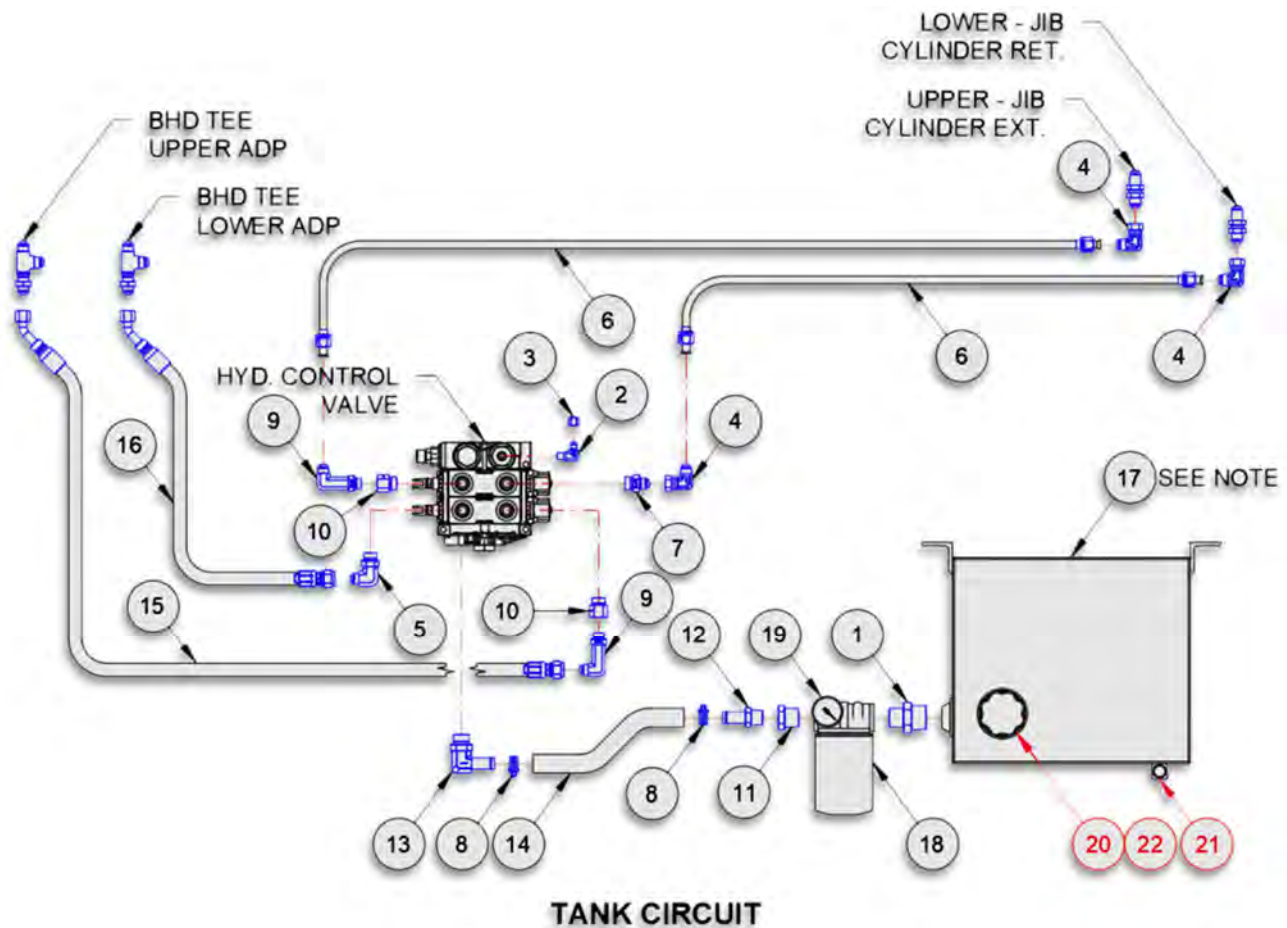 LOWER - JIB
CYLINDER RET.
UPPER - JIB
CYLINDER EXT.
BHD TEE
UPPER ADP
4
BHD TEE
LOWER ADP
6
6
4
3
HYD. CONTROL
VALVE
2
9
4
16
17 SEE NOTE
10
7
10
9
5
12
19
1
15
13
8
14
8
11
18
20
22
21
TANK CIRCUIT